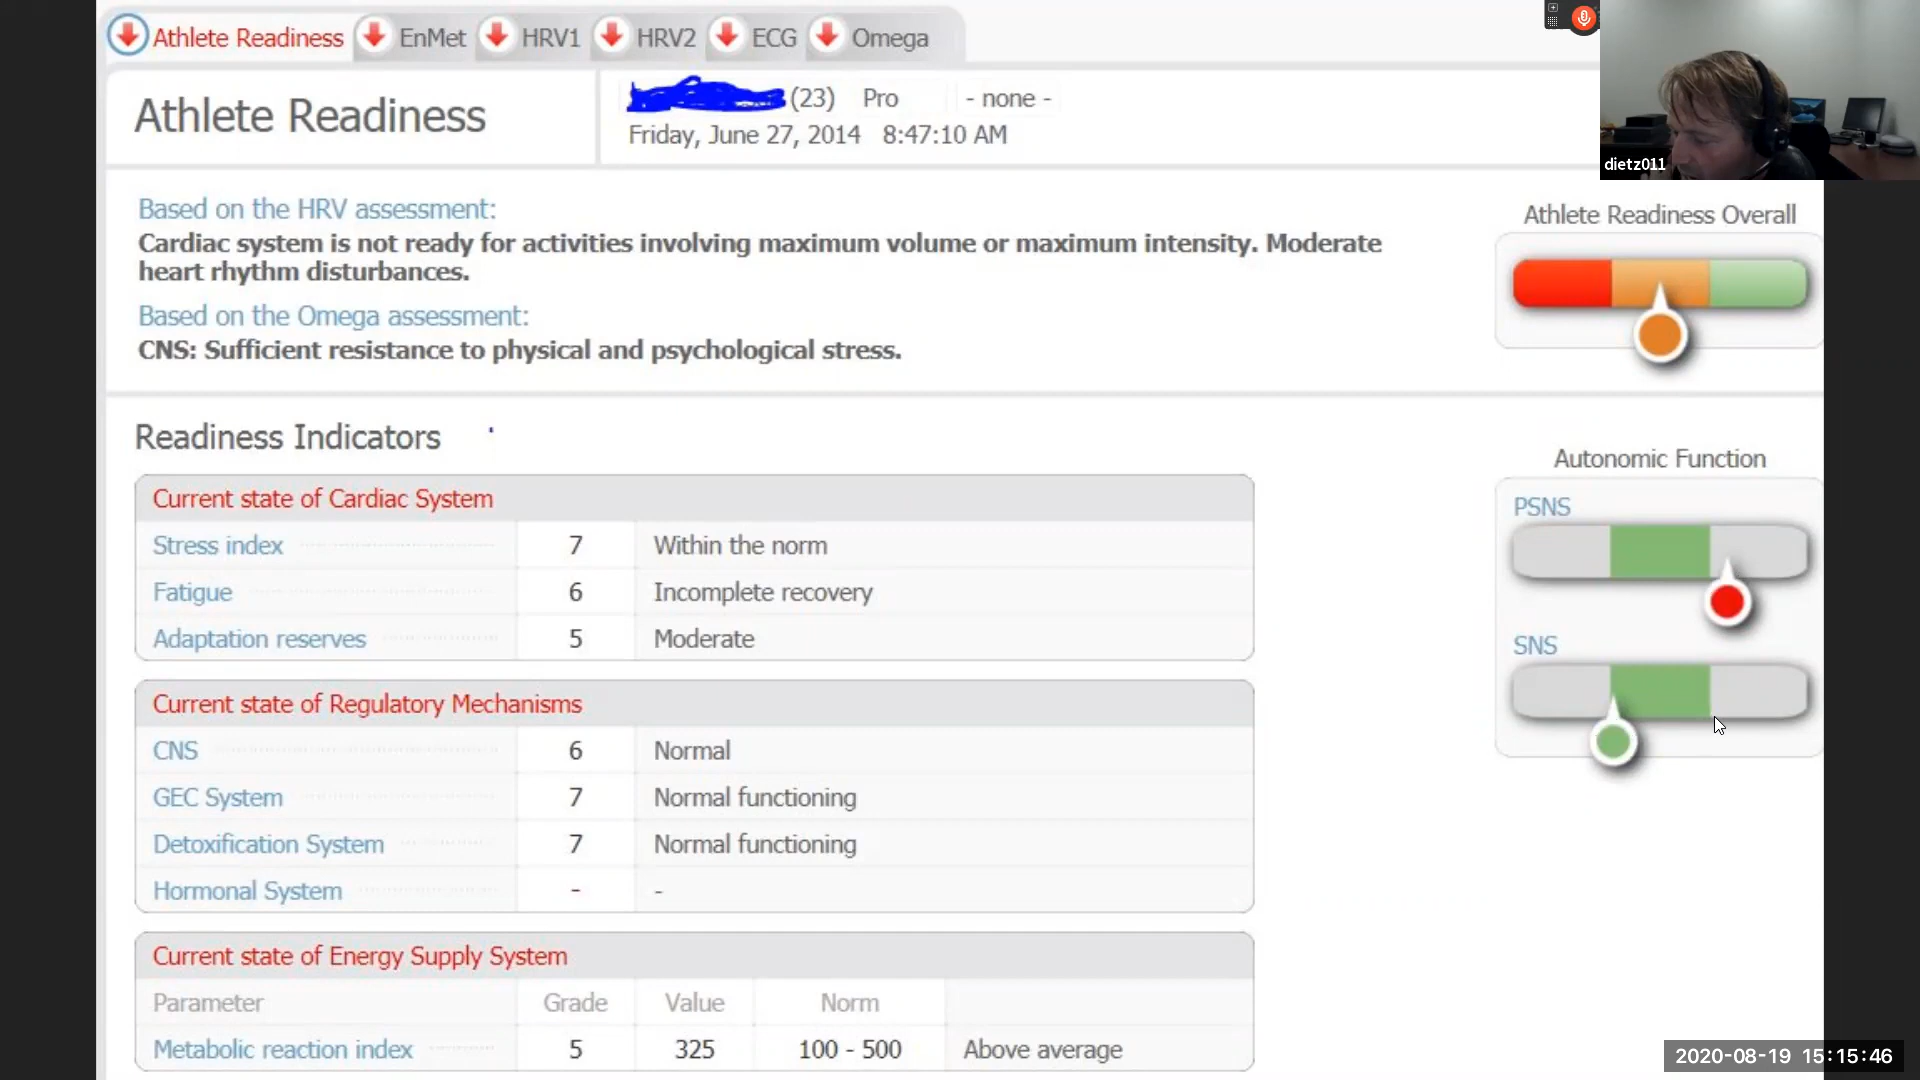 Athlete Readiness EnMet HRV1 HRV2 ECG Omega
Athlete Readiness
(23) Pro - none -
Friday, June 27, 2014 8:47:10 AM
dietz011
Based on the HRV assessment:
Cardiac system is not ready for activities involving maximum volume or maximum intensity. Moderate
heart rhythm disturbances.
Based on the Omega assessment:
CNS: Sufficient resistance to physical and psychological stress.
Athlete Readiness Overall
Readiness Indicators
Current state of Cardiac System
Stress index 7 Within the norm
Fatigue 6 Incomplete recovery
Adaptation reserves 5 Moderate
Current state of Regulatory Mechanisms
CNS 6 Normal
GEC System 7 Normal functioning
Detoxification System 7 Normal functioning
Hormonal System - -
Current state of Energy Supply System
Parameter Grade Value Norm
Metabolic reaction index 5 325 100 - 500 Above average
Autonomic Function
PSNS
SNS
2020-08-19 15:15:46